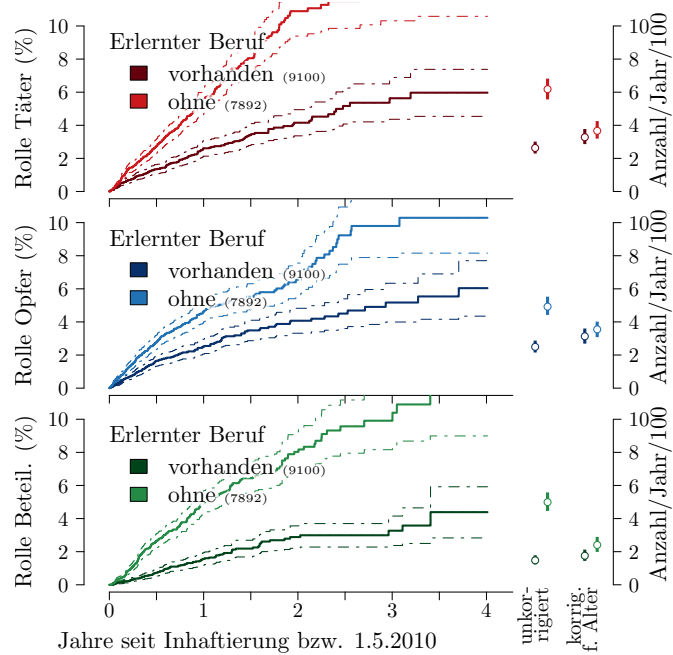 Rolle Täter (%)
10
8
6
4
2
0
Erlernter Beruf
vorhanden (9100)
ohne (7892)
10
8
6
4
2
0
Anzahl/Jahr/100
Rolle Opfer (%)
10
8
6
4
2
0
Erlernter Beruf
vorhanden (9100)
ohne (7892)
10
8
6
4
2
0
Anzahl/Jahr/100
Rolle Beteil. (%)
10
8
6
4
2
0
Erlernter Beruf
vorhanden (9100)
ohne (7892)
10
8
6
4
2
0
Anzahl/Jahr/100
0 1 2 3 4
Jahre seit Inhaftierung bzw. 1.5.2010
unkor-
rigiert
korrig.
f. Alter